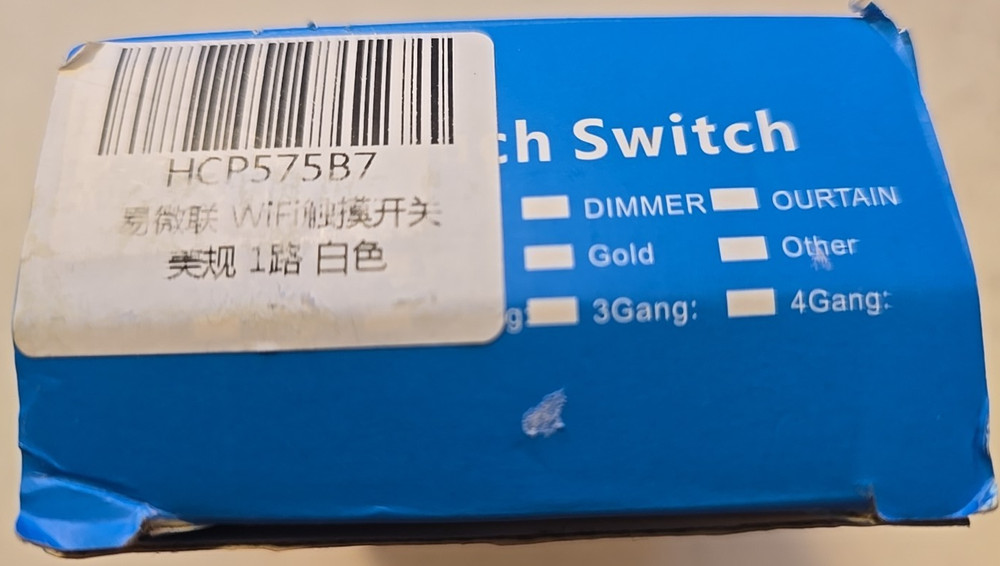 HCP575B7
易微联 WiFi触摸开关
美规 1路 白色
ch Switch
DIMMER OURTAIN
Gold Other
g: 3Gang: 4Gang: